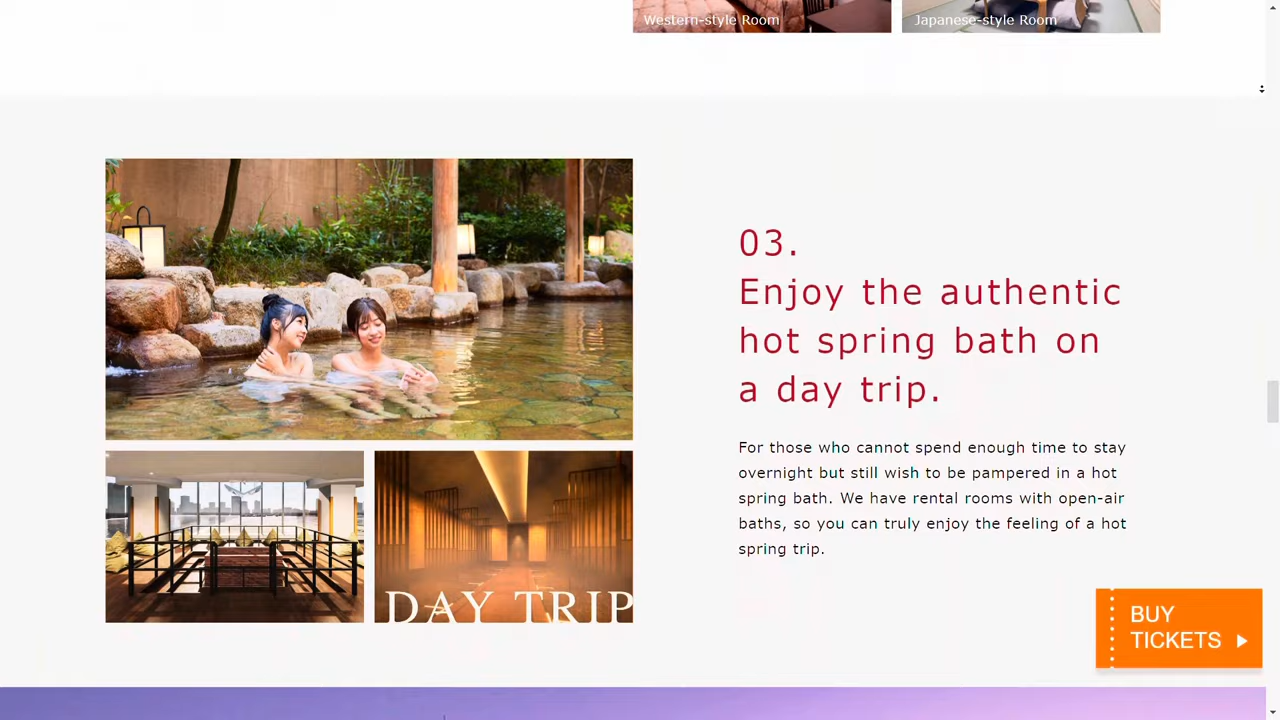 Western-style Room
Japanese-style Room
03.
Enjoy the authentic
hot spring bath on
a day trip.
For those who cannot spend enough time to stay
overnight but still wish to be pampered in a hot
spring bath. We have rental rooms with open-air
baths, so you can truly enjoy the feeling of a hot
spring trip.
DAY TRIP
BUY
TICKETS